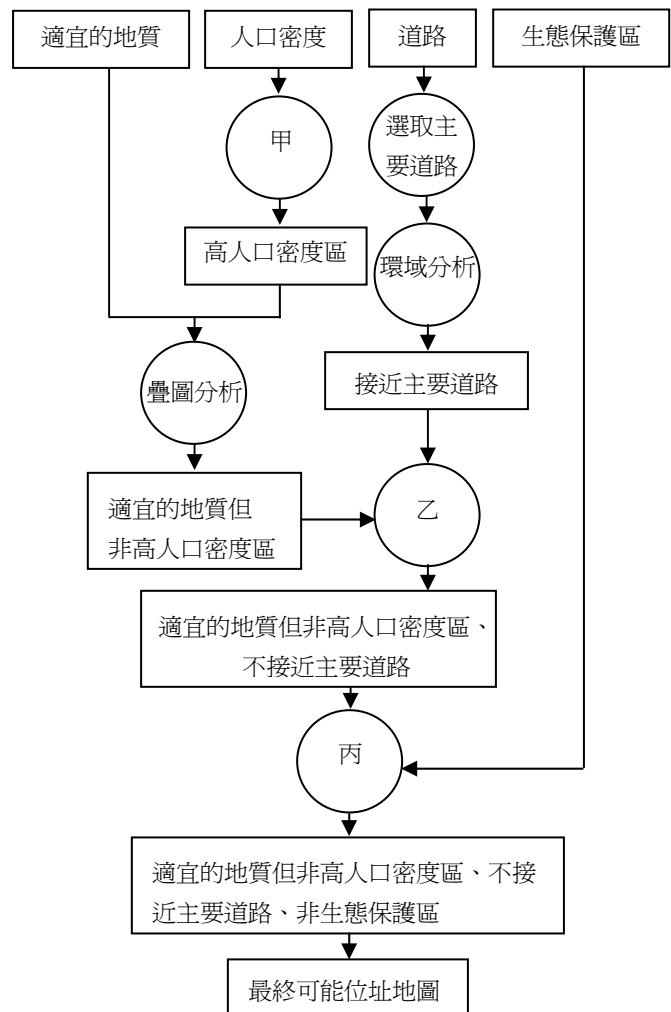 適宜的地質
人口密度
道路
生態保護區
甲
選取主
要道路
高人口密度區
環域分析
疊圖分析
接近主要道路
適宜的地質但
非高人口密度區
乙
適宜的地質但非高人口密度區、
不接近主要道路
丙
適宜的地質但非高人口密度區、不接
近主要道路、非生態保護區
最終可能位址地圖